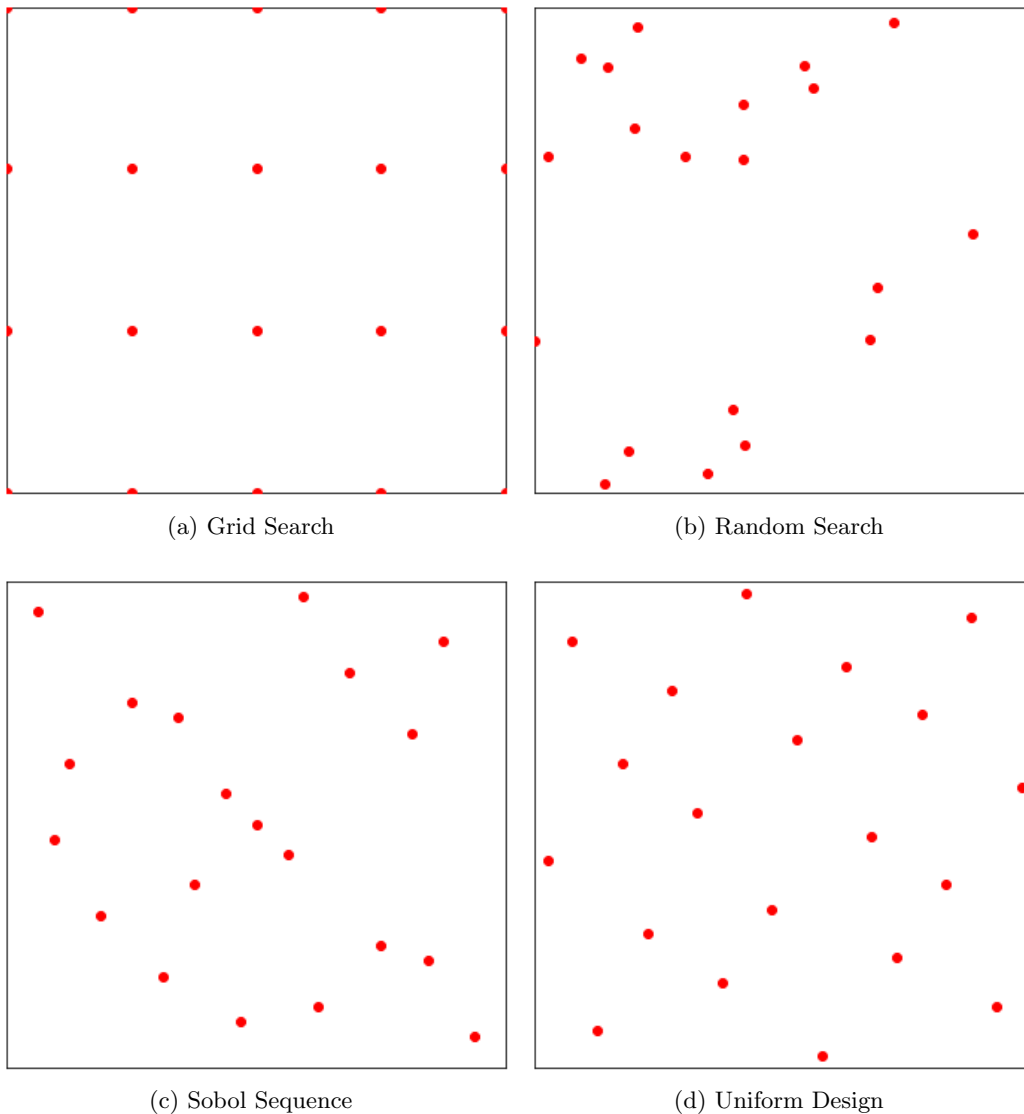 (a) Grid Search
(b) Random Search
(c) Sobol Sequence
(d) Uniform Design